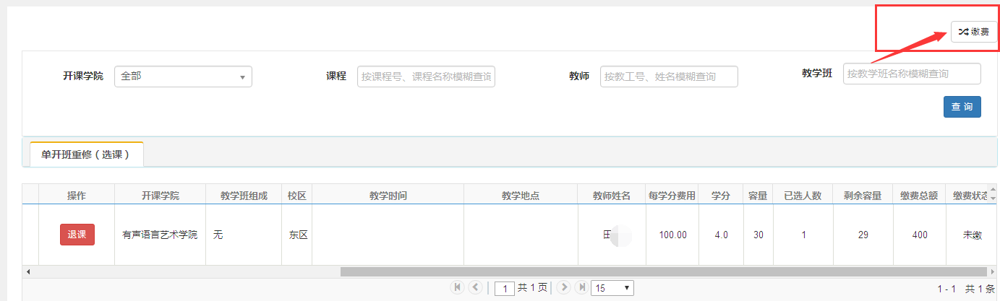 缴费
开课学院 全部 课程 按课程号、课程名称模糊查询 教师 按教工号、姓名模糊查询 教学班 按教学班名称模糊查询
查 询
单开班重修（选课）
操作 开课学院 教学班组成 校区 教学时间 教学地点 教师姓名 每学分费用 学分 容量 已选人数 剩余容量 缴费总额 缴费状态
退课 有声语言艺术学院 无 东区 100.00 4.0 30 1 29 400 未缴
1 共 1 页 15 1 - 1 共 1 条